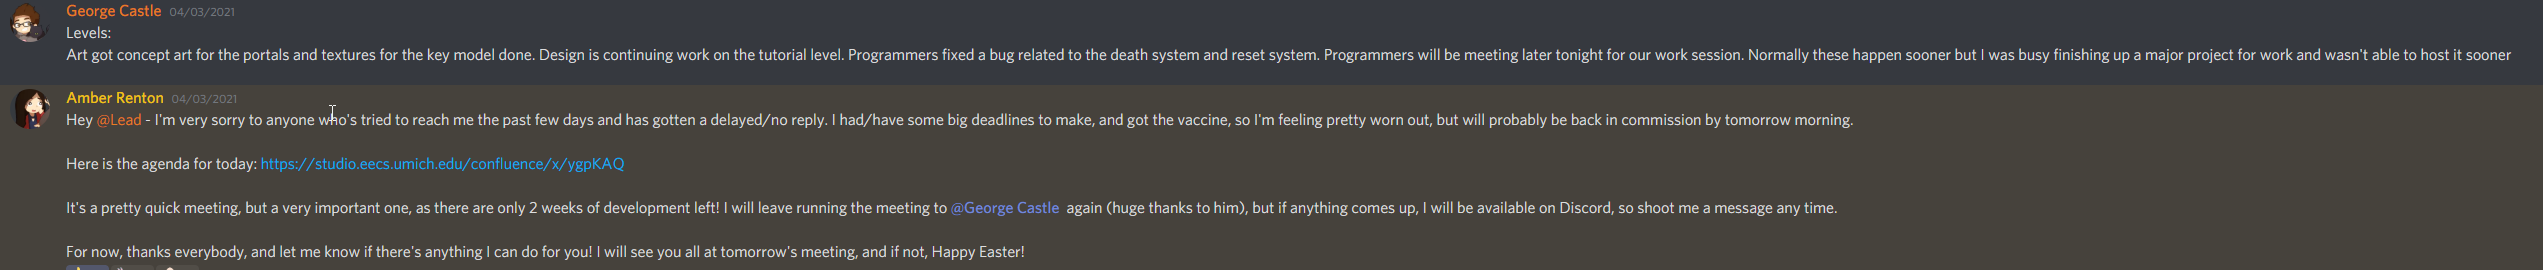 George Castle 04/03/2021
Levels:
Art got concept art for the portals and textures for the key model done. Design is continuing work on the tutorial level. Programmers fixed a bug related to the death system and reset system. Programmers will be meeting later tonight for our work session. Normally these happen sooner but I was busy finishing up a major project for work and wasn't able to host it sooner
Amber Renton 04/03/2021
Hey @Lead - I'm very sorry to anyone who's tried to reach me the past few days and has gotten a delayed/no reply. I had/have some big deadlines to make, and got the vaccine, so I'm feeling pretty worn out, but will probably be back in commission by tomorrow morning.
Here is the agenda for today: https://studio.eecs.umich.edu/confluence/x/ygpKAQ
It's a pretty quick meeting, but a very important one, as there are only 2 weeks of development left! I will leave running the meeting to @George Castle again (huge thanks to him), but if anything comes up, I will be available on Discord, so shoot me a message any time.
For now, thanks everybody, and let me know if there's anything I can do for you! I will see you all at tomorrow's meeting, and if not, Happy Easter!